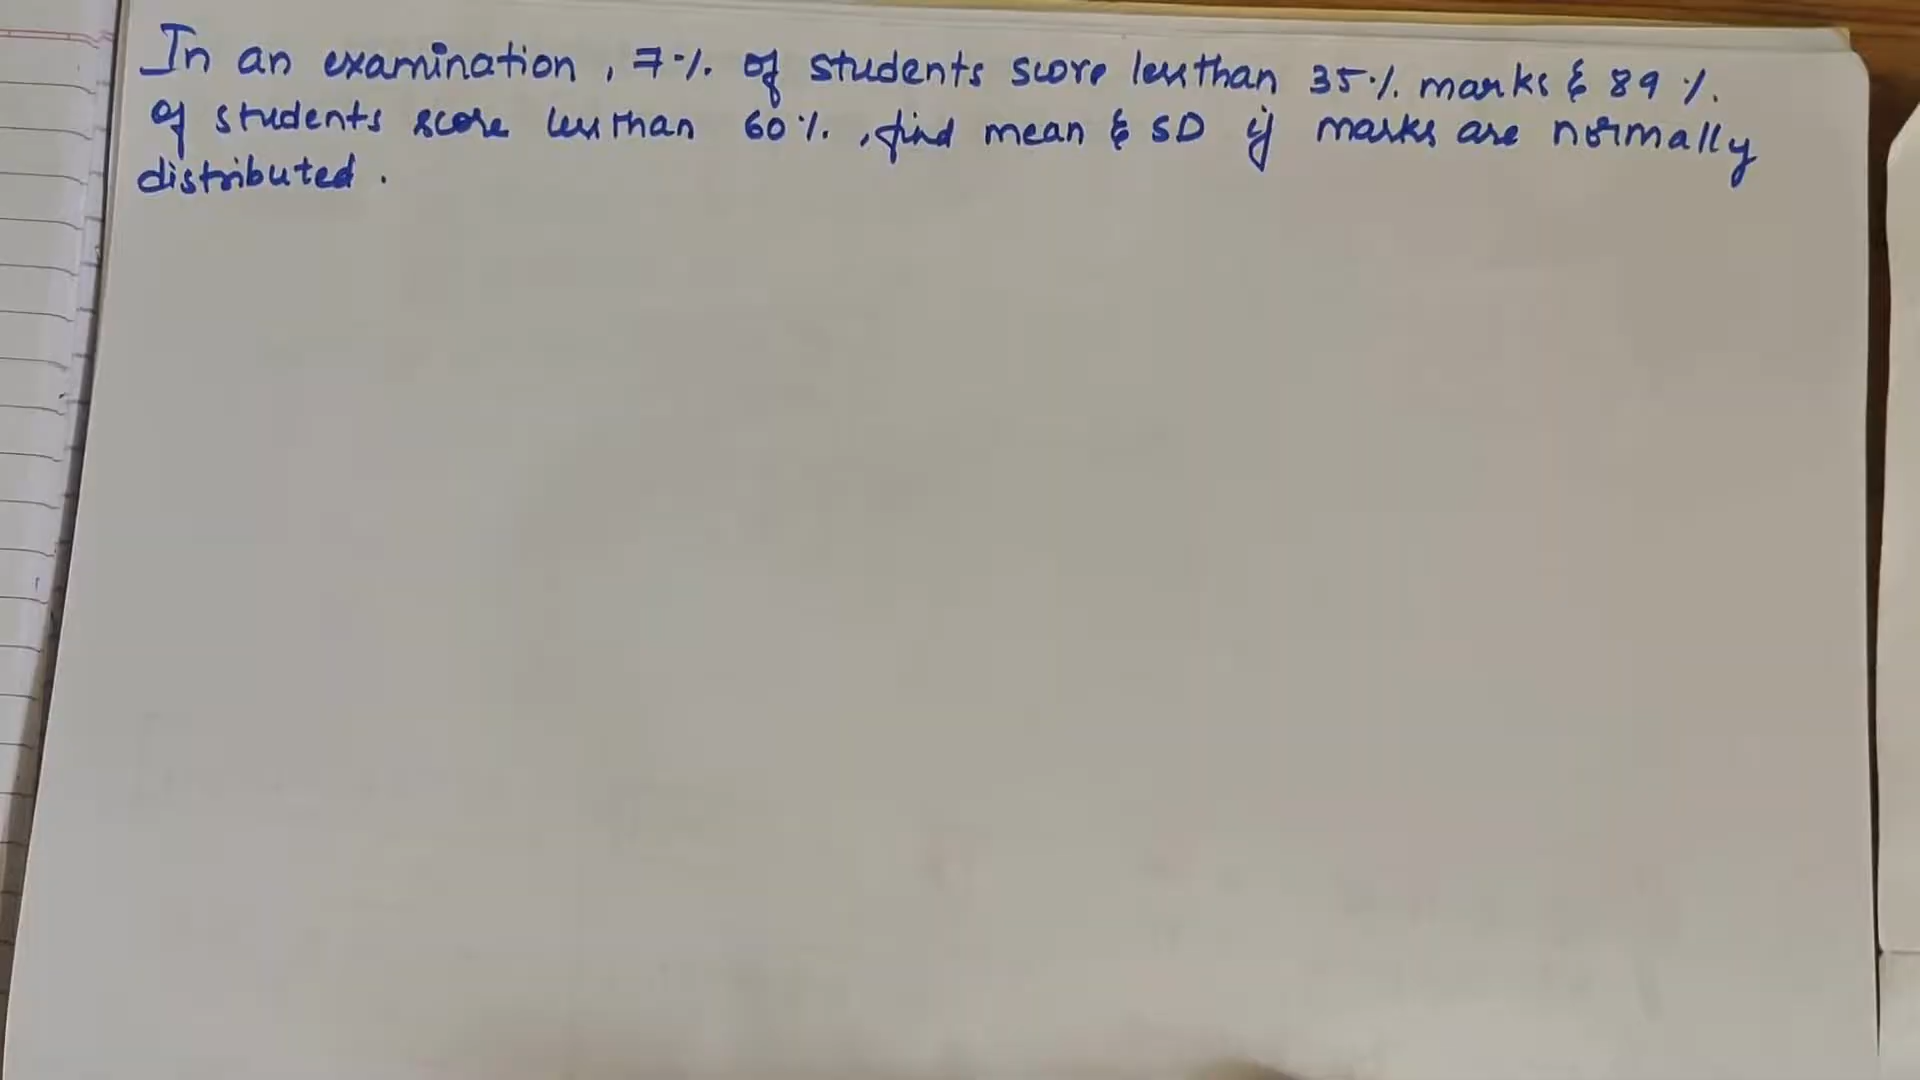 In an examination, 7% of students score less than 35% marks & 89%
of students score less than 60%, find mean & SD if marks are normally
distributed.